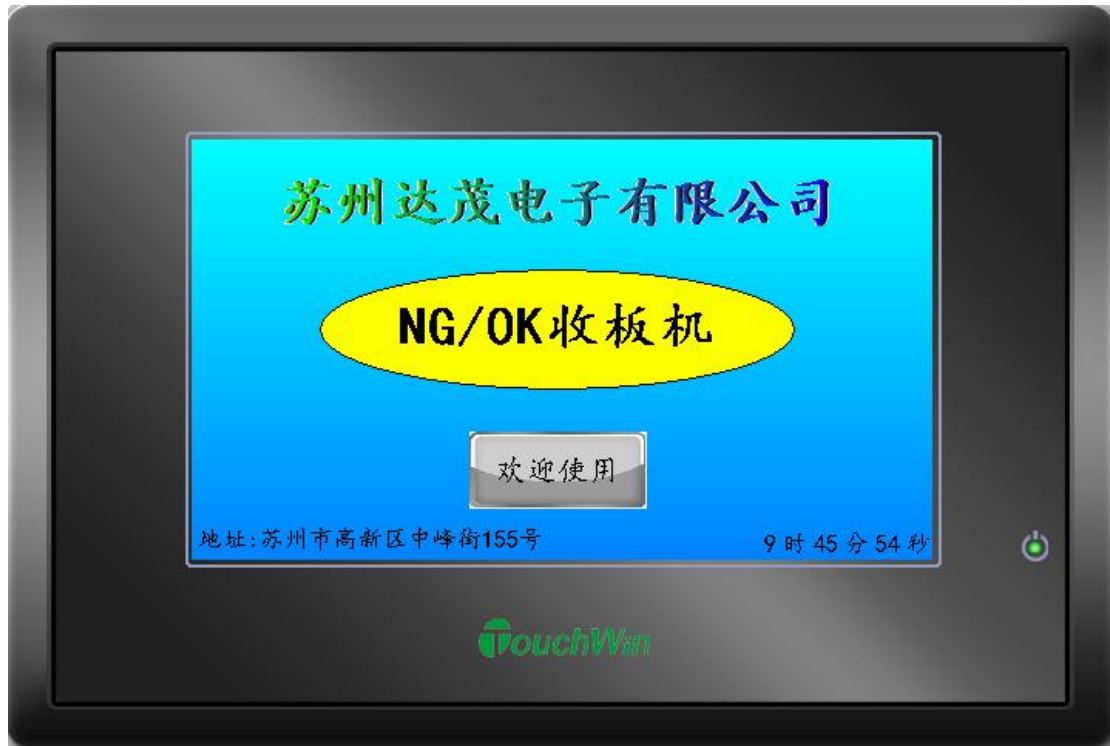 苏州达茂电子有限公司
NG/OK收板机
欢迎使用
地址:苏州市高新区中峰街155号
9 时 45 分 54 秒
TouchWin